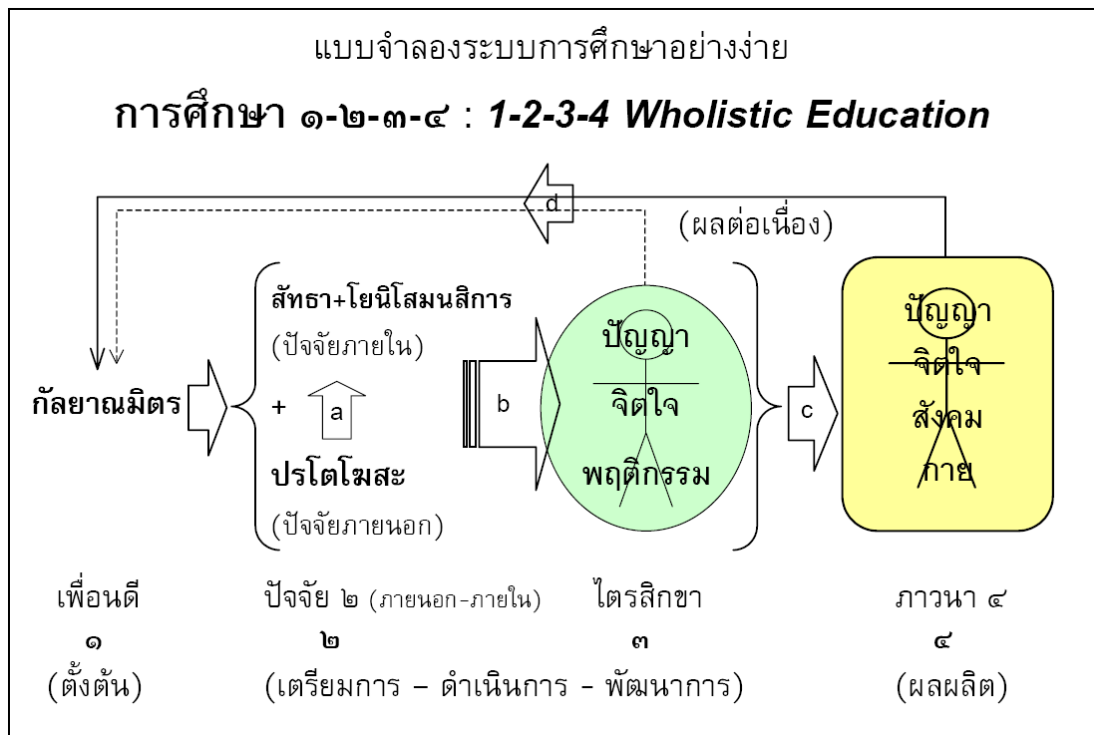 แบบจำลองระบบการศึกษาอย่างง่าย
การศึกษา ๑-๒-๓-๔ : 1-2-3-4 Wholistic Education
d
(ผลต่อเนื่อง)
สัทธา+โยนิโสมนสิการ
(ปัจจัยภายใน)
กัลยาณมิตร
+
a
ปรโตโฆสะ
(ปัจจัยภายนอก)
b
ปัญญา
จิตใจ
พฤติกรรม
c
ปัญญา
จิตใจ
สังคม
กาย
เพื่อนดี
๑
(ตั้งต้น)
ปัจจัย ๒ (ภายนอก-ภายใน)
๒
ไตรสิกขา
๓
(เตรียมการ – ดำเนินการ - พัฒนาการ)
ภาวนา ๔
๔
(ผลผลิต)